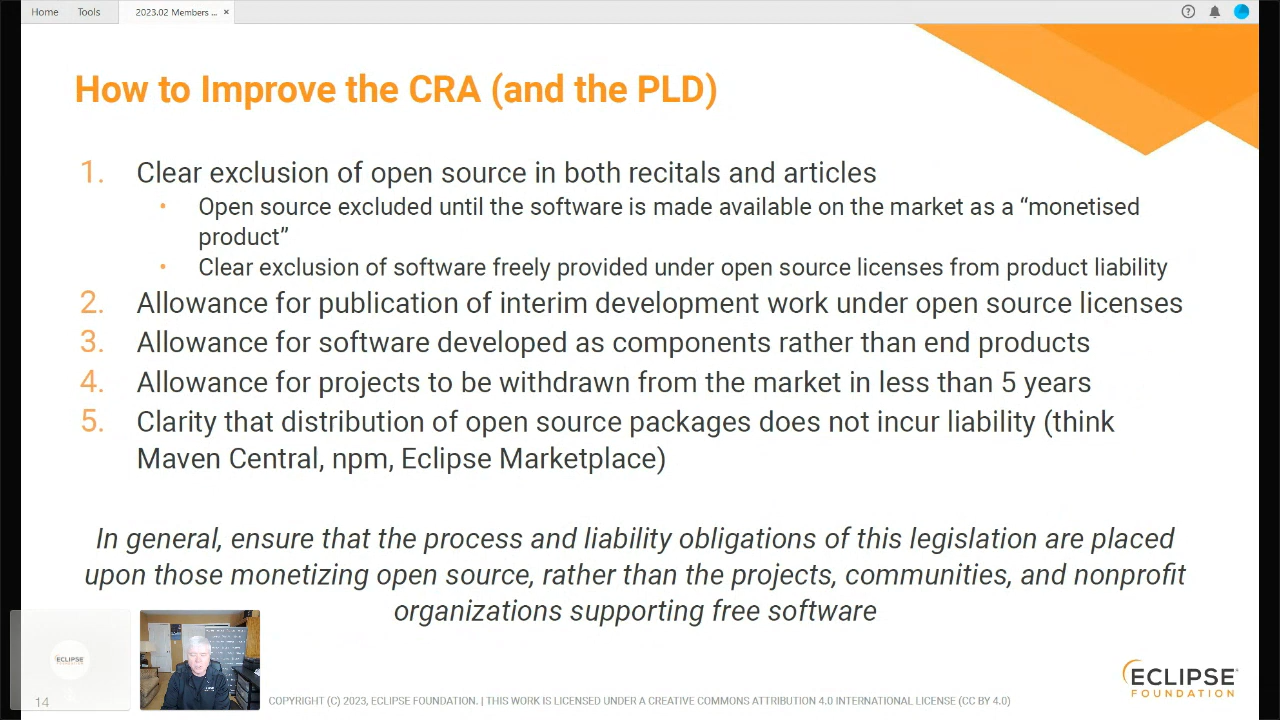 Home Tools 2023.02 Members ... ×
How to Improve the CRA (and the PLD)
1. Clear exclusion of open source in both recitals and articles
• Open source excluded until the software is made available on the market as a “monetised
product”
• Clear exclusion of software freely provided under open source licenses from product liability
2. Allowance for publication of interim development work under open source licenses
3. Allowance for software developed as components rather than end products
4. Allowance for projects to be withdrawn from the market in less than 5 years
5. Clarity that distribution of open source packages does not incur liability (think
Maven Central, npm, Eclipse Marketplace)
In general, ensure that the process and liability obligations of this legislation are placed
upon those monetizing open source, rather than the projects, communities, and nonprofit
organizations supporting free software
ECLIPSE
FOUNDATION
14
COPYRIGHT (C) 2023, ECLIPSE FOUNDATION. | THIS WORK IS LICENSED UNDER A CREATIVE COMMONS ATTRIBUTION 4.0 INTERNATIONAL LICENSE (CC BY 4.0)
ECLIPSE
FOUNDATION